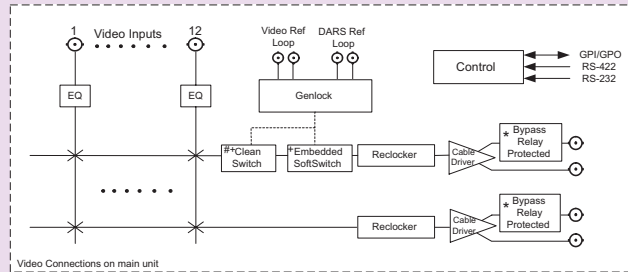 1 Video Inputs 12
Video Ref
Loop
DARS Ref
Loop
GPI/GPO
RS-422
RS-232
Control
EQ
EQ
Genlock
#+Clean
Switch
+Embedded
SoftSwitch
Reclocker
Cable
Driver
* Bypass
Relay
Protected
Reclocker
Cable
Driver
* Bypass
Relay
Protected
Video Connections on main unit